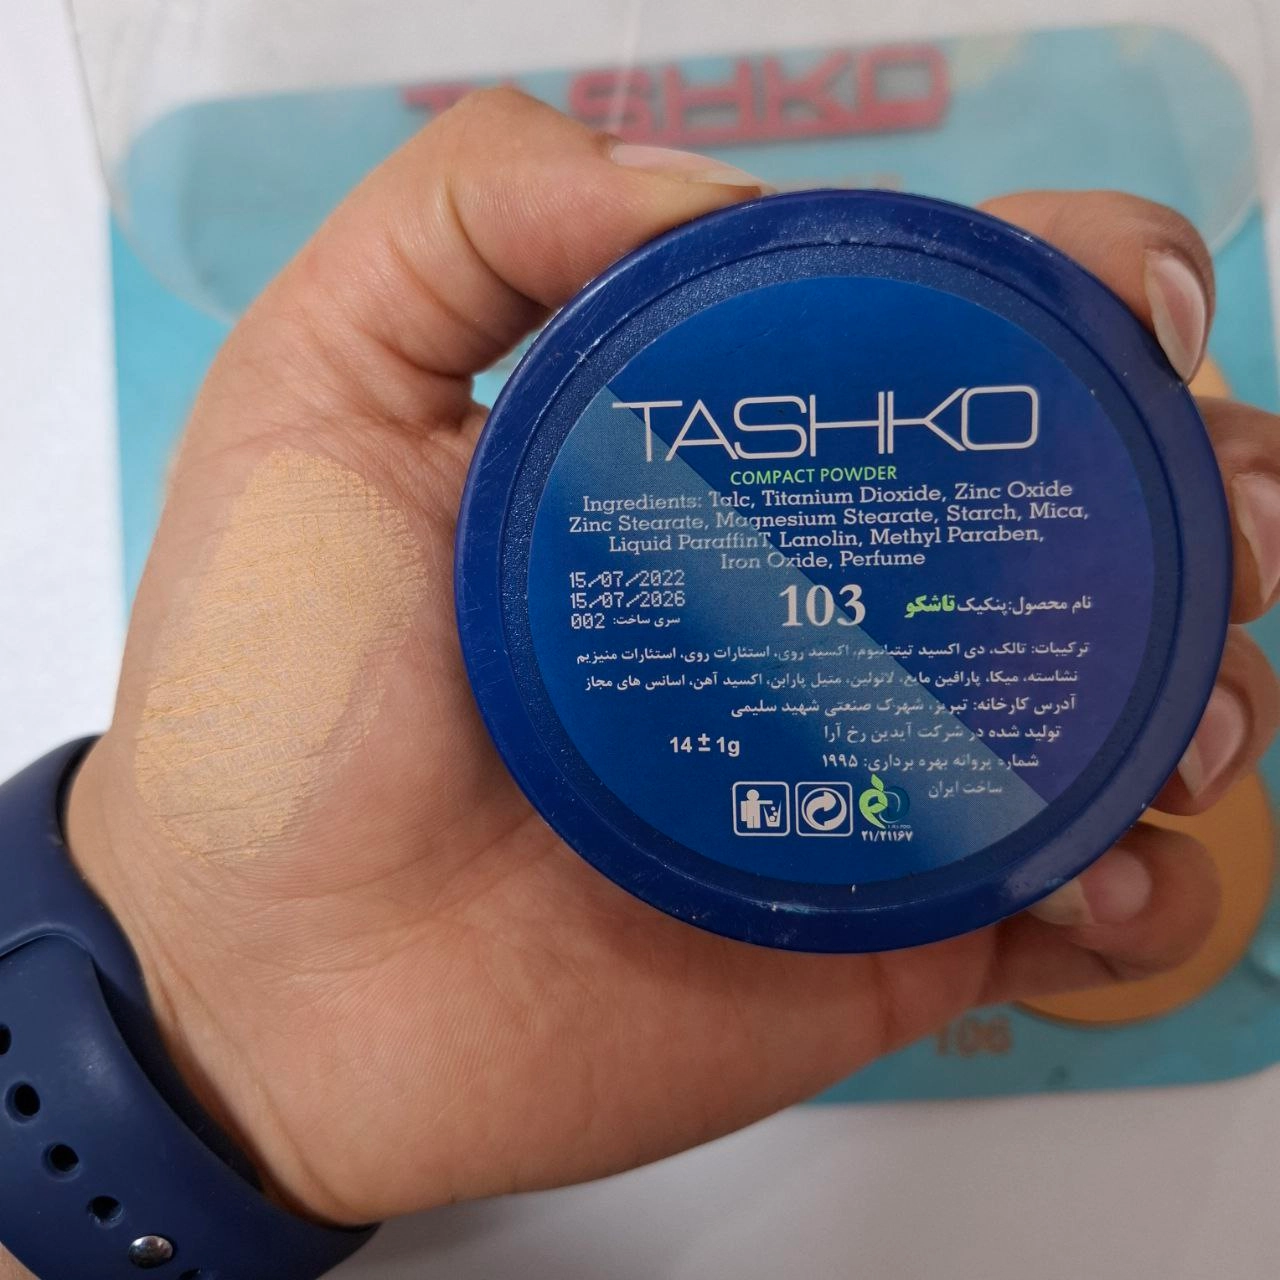 TASHKO
TASHKO
COMPACT POWDER
Ingredients: Talc, Titanium Dioxide, Zinc Oxide
Zinc Stearate, Magnesium Stearate, Starch, Mica,
Liquid ParaffinT, Lanolin, Methyl Paraben,
Iron Oxide, Perfume
15/07/2022
15/07/2026
سری ساخت: 002
103
نام محصول:پنکیک تاشکو
ترکیبات: تالک، دی اکسید تیتانیوم، اکسید روی، استئارات روی، استئارات منیزیم
نشاسته، میکا، پارافین مایع، لانولین، متیل پارابن، اکسید آهن، اسانس های مجاز
آدرس کارخانه: تبریز، شهرک صنعتی شهید سلیمی
تولید شده در شرکت آیدین رخ آرا
14 ± 1g
شماره پروانه بهره برداری: ۱۹۹۵
ساخت ایران
۲۱/۲۱۱۶۷
106